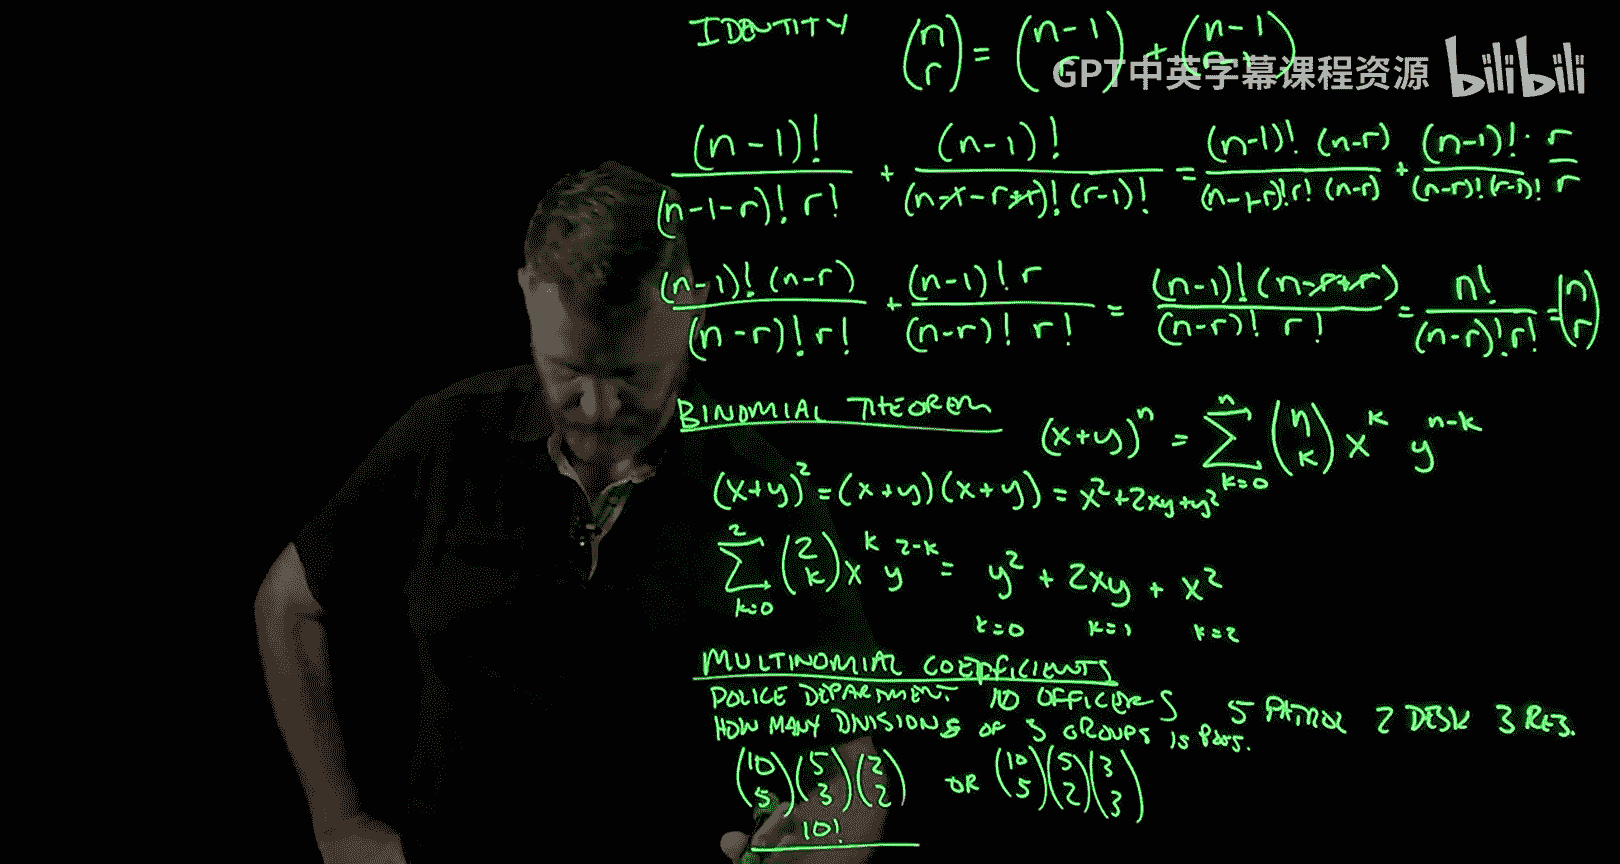 IDENTITY (n r) = (n-1 r) + (n-1 r-1)
GPT中英字幕课程资源 bilibili
(n-1)! / (n-1-r)! r! + (n-1)! / (n-1-r+1)! (r-1)! = (n-1)! (n-r) / (n-1-r)! r! (n-r) + (n-1)! · r / (n-r)! (r-1)! r
(n-1)! (n-r) / (n-r)! r! + (n-1)! r / (n-r)! r! = (n-1)! (n-r+r) / (n-r)! r! = n! / (n-r)! r! = (n r)
BINOMIAL THEOREM (x+y)^n = ∑_{k=0}^{n} (n k) x^k y^{n-k}
(x+y)^2 = (x+y)(x+y) = x^2+2xy+y^2
∑_{k=0}^{2} (2 k) x^k y^{2-k} = y^2 + 2xy + x^2
k=0 k=1 k=2
MULTINOMIAL COEFFICIENTS
POLICE DEPARTMENT 10 OFFICERS 5 PATROL 2 DESK 3 RES.
HOW MANY DIVISIONS OF 3 GROUPS IS POSS.
(10 5)(5 3)(2 2) OR (10 5)(5 2)(3 3)
10!